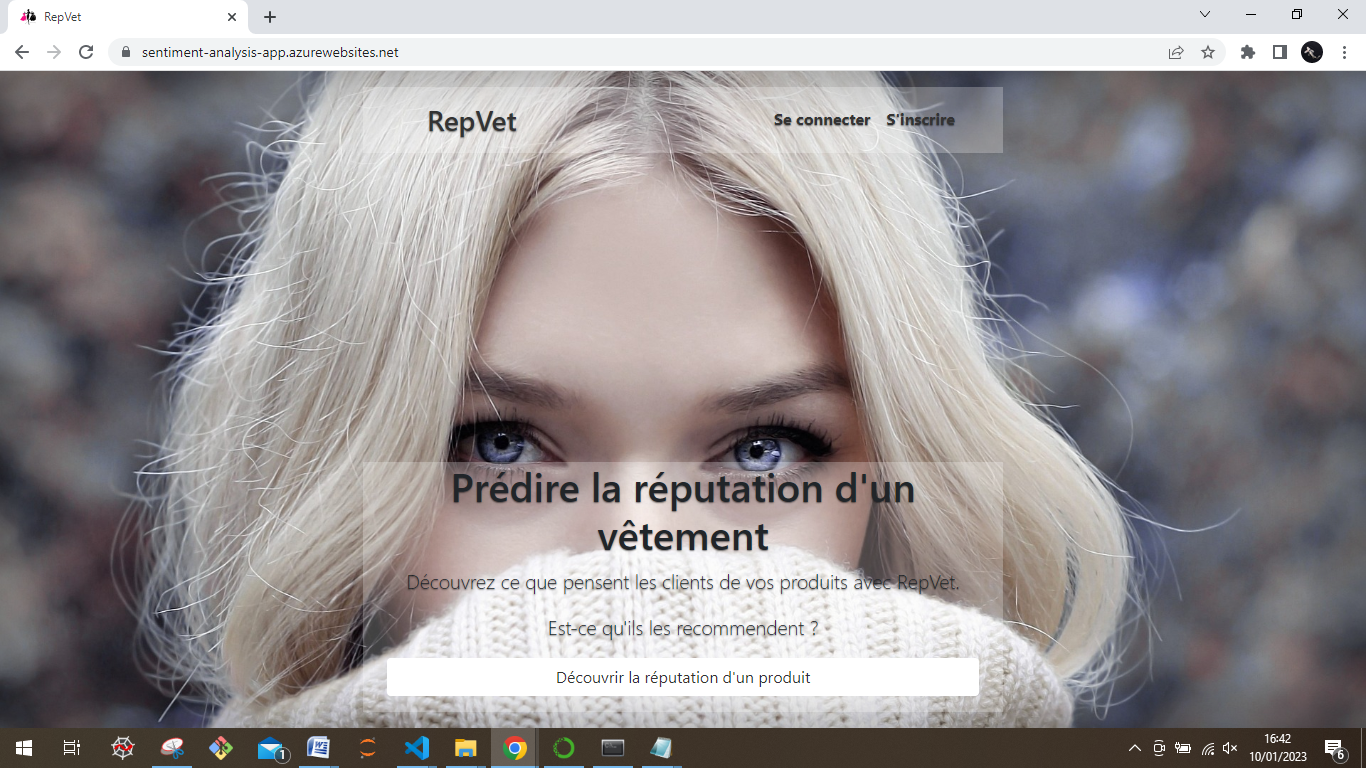 RepVet
sentiment-analysis-app.azurewebsites.net
RepVet
Se connecter S'inscrire
Prédire la réputation d'un
vêtement
Découvrez ce que pensent les clients de vos produits avec RepVet.
Est-ce qu'ils les recommendent ?
Découvrir la réputation d'un produit
1
16:42
10/01/2023
6